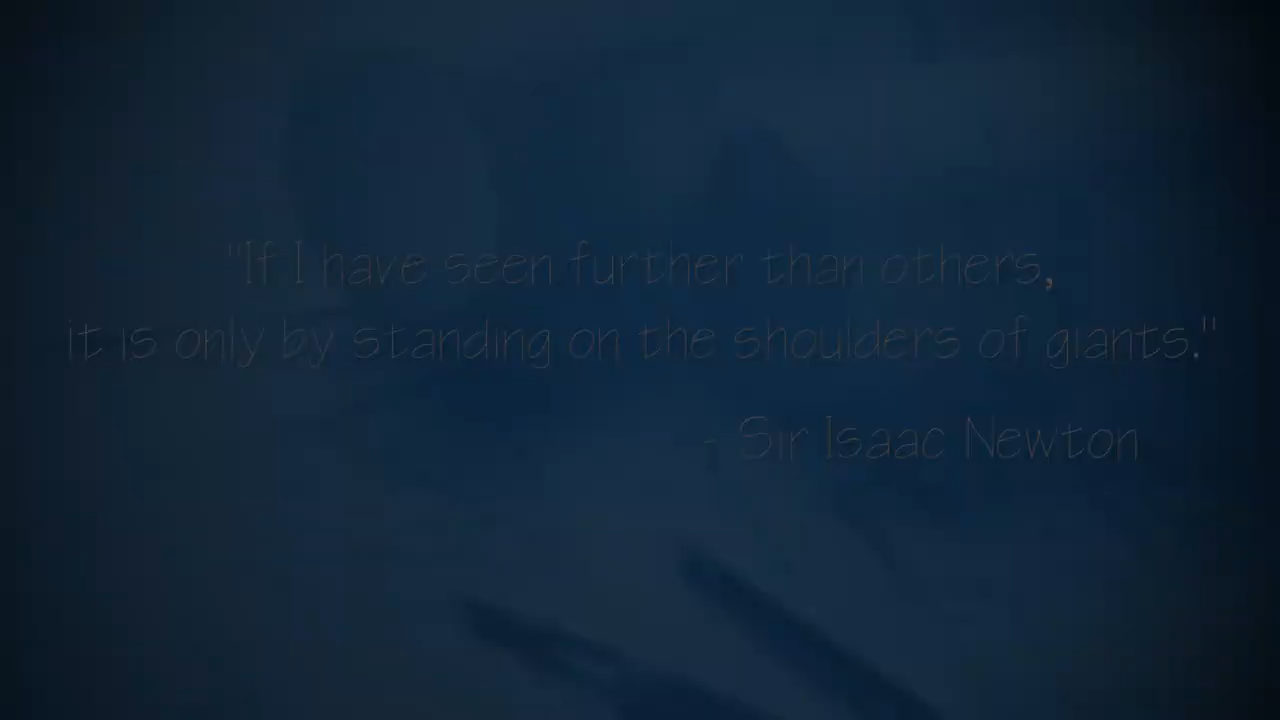 "If I have seen further than others,
it is only by standing on the shoulders of giants."
- Sir Isaac Newton